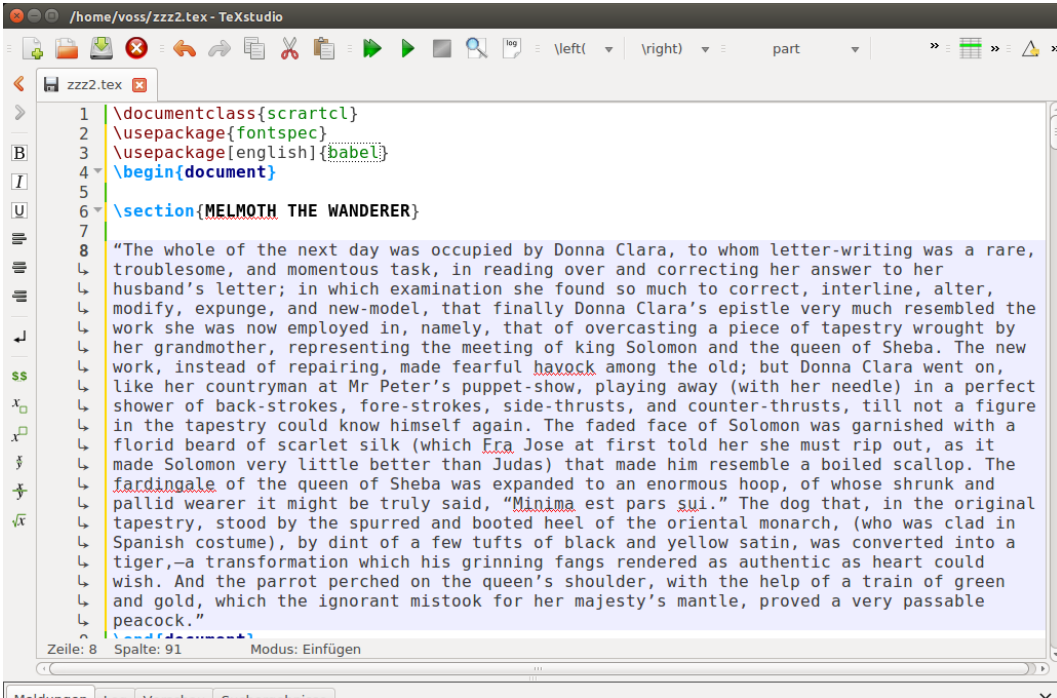 /home/voss/zzz2.tex - TeXstudio
log \left( \right) part » » »
zzz2.tex
1 \documentclass{scrartcl}
2 \usepackage{fontspec}
B 3 \usepackage[english]{babel}
4 \begin{document}
I 5
U 6 \section{MELMOTH THE WANDERER}
7
8 “The whole of the next day was occupied by Donna Clara, to whom letter-writing was a rare,
troublesome, and momentous task, in reading over and correcting her answer to her
husband’s letter; in which examination she found so much to correct, interline, alter,
modify, expunge, and new-model, that finally Donna Clara’s epistle very much resembled the
work she was now employed in, namely, that of overcasting a piece of tapestry wrought by
her grandmother, representing the meeting of king Solomon and the queen of Sheba. The new
work, instead of repairing, made fearful havock among the old; but Donna Clara went on,
like her countryman at Mr Peter’s puppet-show, playing away (with her needle) in a perfect
shower of back-strokes, fore-strokes, side-thrusts, and counter-thrusts, till not a figure
in the tapestry could know himself again. The faded face of Solomon was garnished with a
florid beard of scarlet silk (which Fra Jose at first told her she must rip out, as it
made Solomon very little better than Judas) that made him resemble a boiled scallop. The
fardingale of the queen of Sheba was expanded to an enormous hoop, of whose shrunk and
pallid wearer it might be truly said, “Minima est pars sui.” The dog that, in the original
tapestry, stood by the spurred and booted heel of the oriental monarch, (who was clad in
Spanish costume), by dint of a few tufts of black and yellow satin, was converted into a
tiger,—a transformation which his grinning fangs rendered as authentic as heart could
wish. And the parrot perched on the queen’s shoulder, with the help of a train of green
and gold, which the ignorant mistook for her majesty’s mantle, proved a very passable
peacock.”
\end{document}
Zeile: 8 Spalte: 91 Modus: Einfügen
Meldungen Log Vorschau